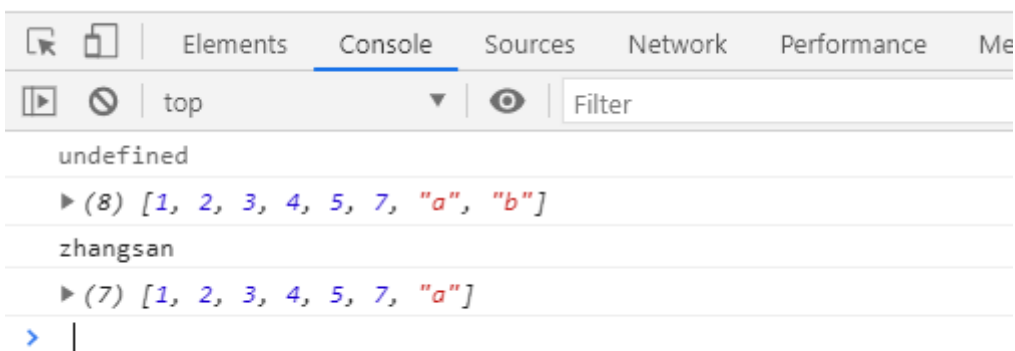 Elements Console Sources Network Performance Me
top Filter
undefined
(8) [1, 2, 3, 4, 5, 7, "a", "b"]
zhangsan
(7) [1, 2, 3, 4, 5, 7, "a"]